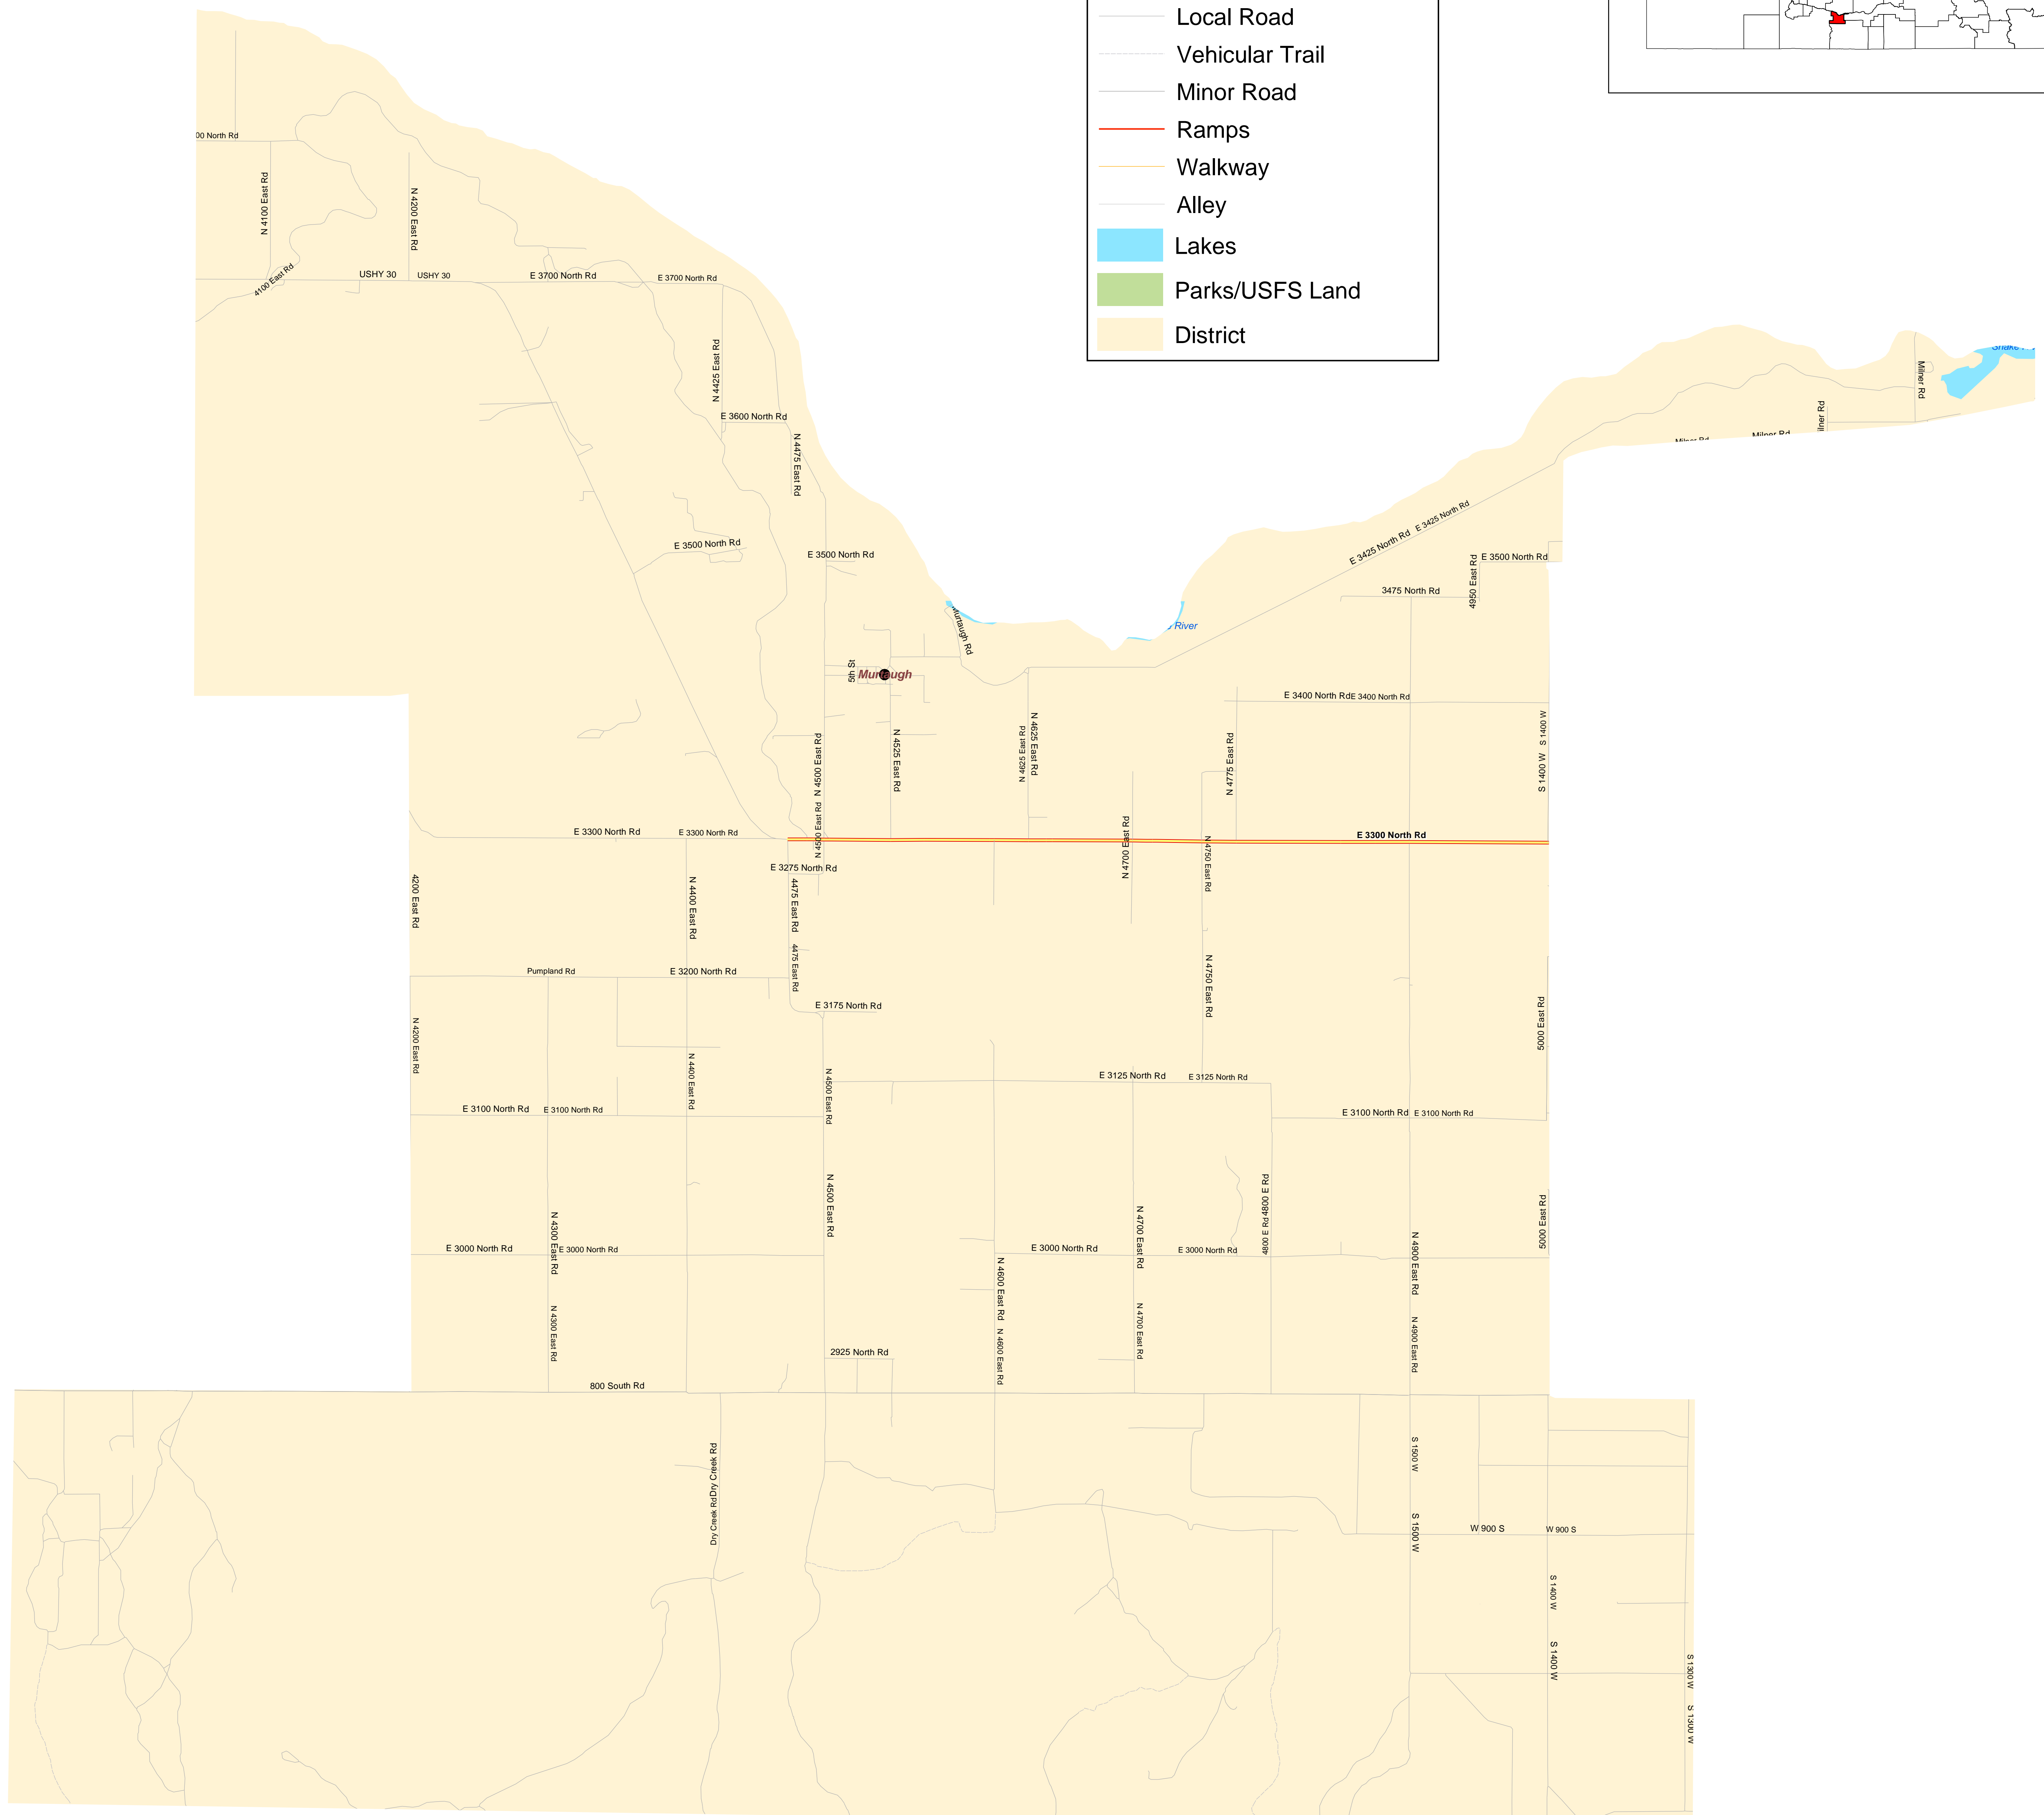 Local Road
Vehicular Trail
Minor Road
Ramps
Walkway
Alley
Lakes
Parks/USFS Land
District
00 North Rd
N 4100 East Rd
N 4200 East Rd
4100 East Rd
USHY 30
USHY 30
E 3700 North Rd
E 3700 North Rd
N 4425 East Rd
E 3600 North Rd
N 4475 East Rd
E 3500 North Rd
E 3500 North Rd
Milner Rd
Milner Rd
Milner Rd
E 3425 North Rd
E 3425 North Rd
E 3500 North Rd
4950 East Rd
3475 North Rd
River
Murtaugh Rd
5th St
Murtaugh
E 3400 North Rd
E 3400 North Rd
S 1400 W
S 1400 W
N 4500 East Rd
N 4500 East Rd
N 4525 East Rd
N 4625 East Rd
N 4625 East Rd
N 4775 East Rd
N 4700 East Rd
N 4750 East Rd
E 3300 North Rd
E 3300 North Rd
E 3300 North Rd
E 3275 North Rd
4200 East Rd
N 4400 East Rd
4475 East Rd
4475 East Rd
Pumpland Rd
E 3200 North Rd
E 3175 North Rd
N 4750 East Rd
5000 East Rd
N 4200 East Rd
N 4400 East Rd
N 4500 East Rd
E 3125 North Rd
E 3125 North Rd
E 3100 North Rd
E 3100 North Rd
E 3100 North Rd
E 3100 North Rd
N 4500 East Rd
4800 E Rd
4800 E Rd
5000 East Rd
N 4300 East Rd
N 4300 East Rd
E 3000 North Rd
E 3000 North Rd
E 3000 North Rd
E 3000 North Rd
N 4600 East Rd
N 4600 East Rd
N 4700 East Rd
N 4700 East Rd
N 4900 East Rd
N 4900 East Rd
2925 North Rd
800 South Rd
Dry Creek Rd
Dry Creek Rd
S 1500 W
S 1500 W
W 900 S
W 900 S
S 1400 W
S 1400 W
S 1300 W
S 1300 W